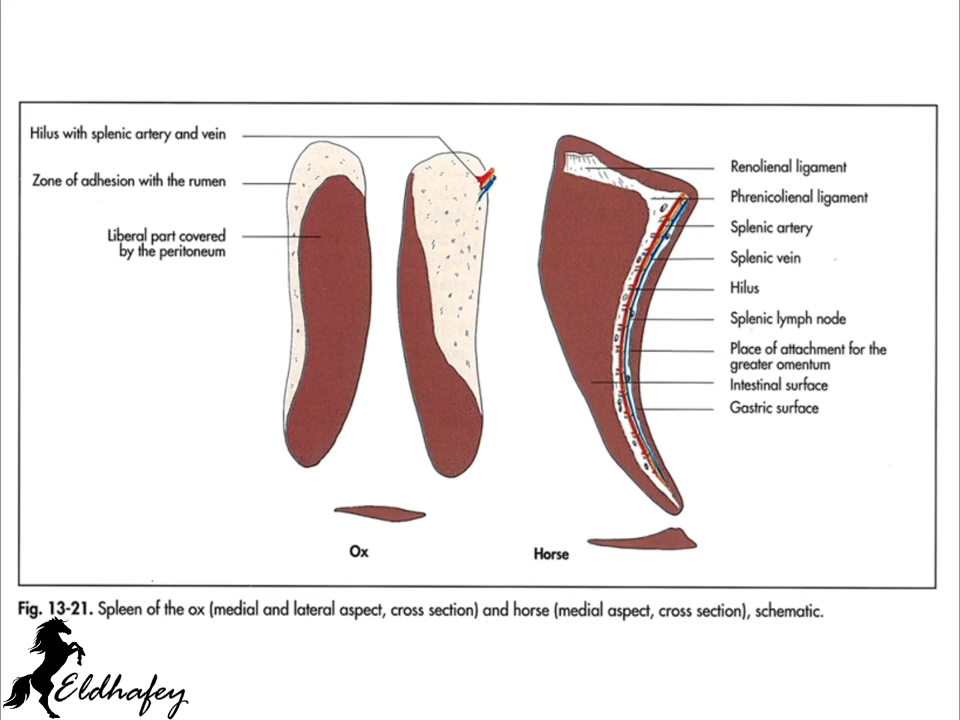 Hilus with splenic artery and vein
Zone of adhesion with the rumen
Liberal part covered
by the peritoneum
Renolienal ligament
Phrenicolienal ligament
Splenic artery
Splenic vein
Hilus
Splenic lymph node
Place of attachment for the
greater omentum
Intestinal surface
Gastric surface
Ox
Horse
Fig. 13-21. Spleen of the ox (medial and lateral aspect, cross section) and horse (medial aspect, cross section), schematic.
Eldhafey